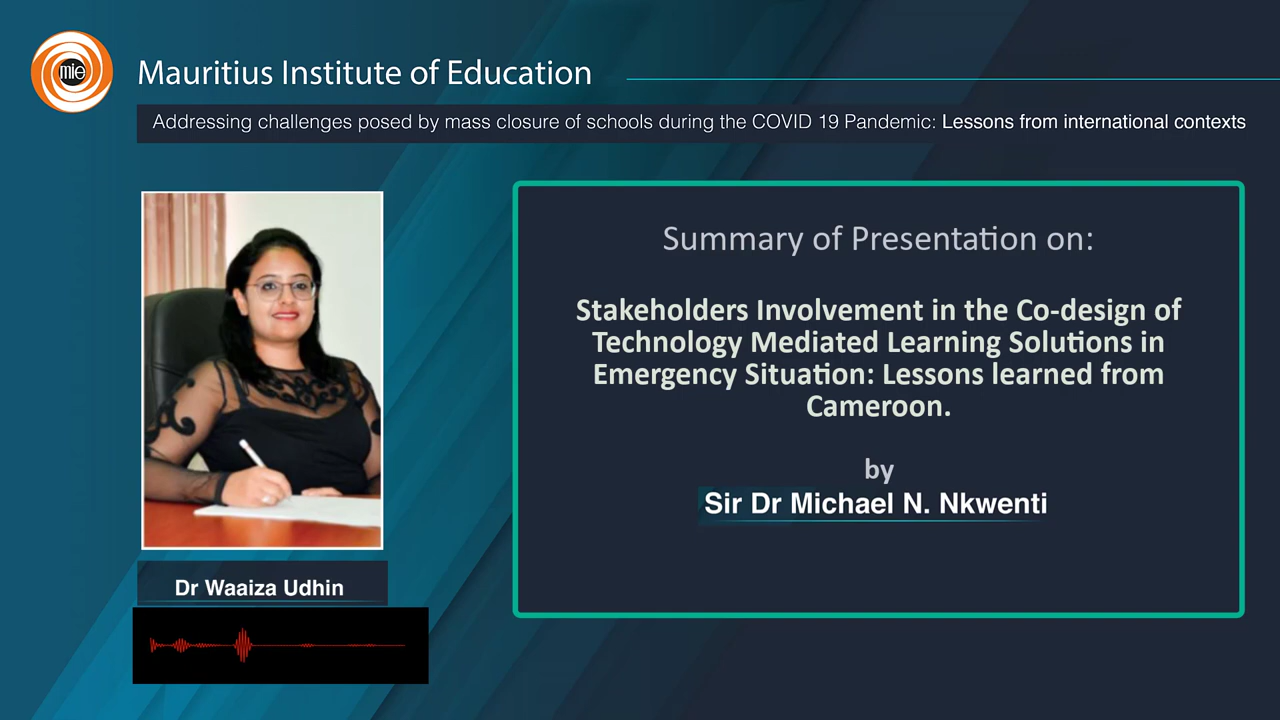 mie
Mauritius Institute of Education
Addressing challenges posed by mass closure of schools during the COVID 19 Pandemic: Lessons from international contexts
Summary of Presentation on:
Stakeholders Involvement in the Co-design of
Technology Mediated Learning Solutions in
Emergency Situation: Lessons learned from
Cameroon.
by
Sir Dr Michael N. Nkwenti
Dr Waaiza Udhin